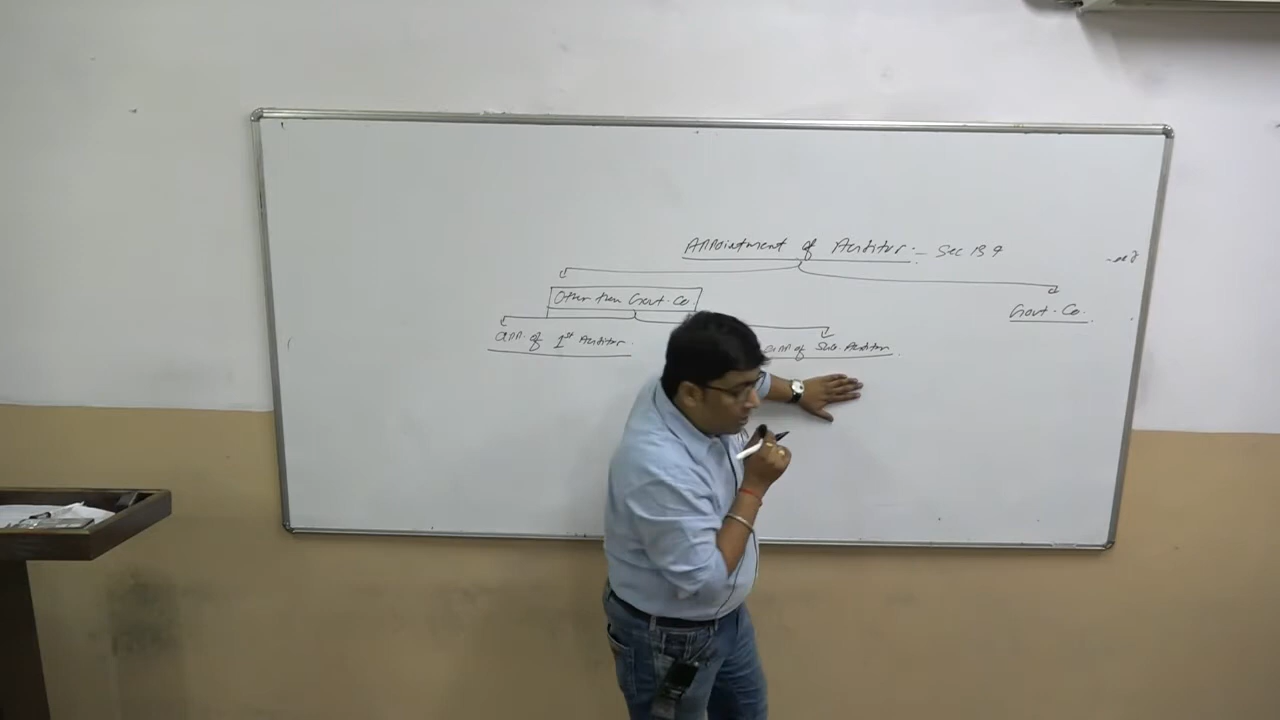 Appointment of Auditor :- Sec 139
Other than Govt. Co.
Govt. Co.
app. of 1st Auditor.
app of Sub. Auditor.